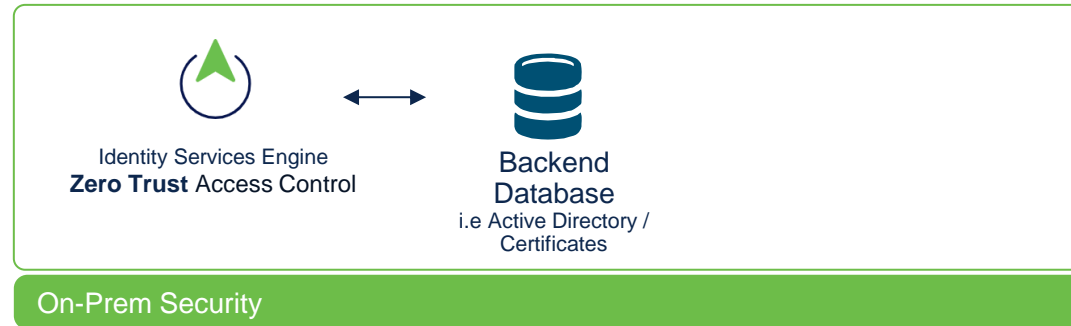 Identity Services Engine
Zero Trust Access Control
Backend
Database
i.e Active Directory /
Certificates
On-Prem Security